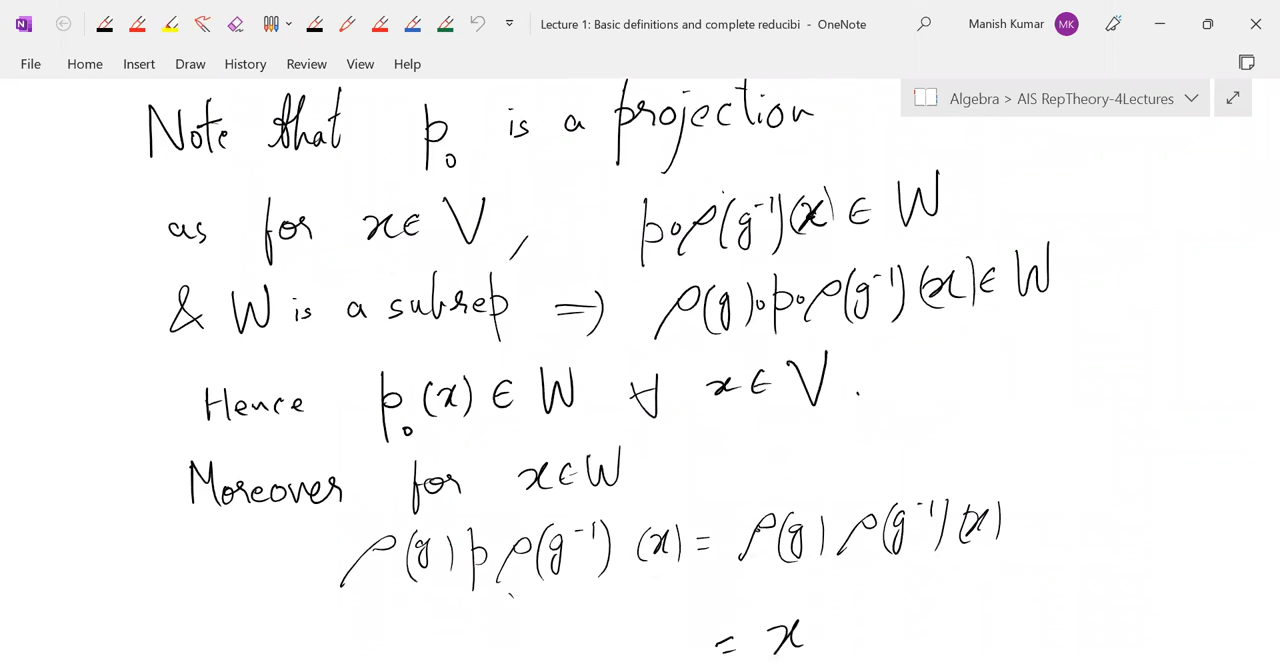 Lecture 1: Basic definitions and complete reducibi - OneNote
Manish Kumar
MK
File Home Insert Draw History Review View Help
Algebra > AIS RepTheory-4Lectures
Note that p₀ is a projection
as for x ∈ V, p∘ρ(g⁻¹)(x) ∈ W
& W is a subrep ⇒ ρ(g)∘p∘ρ(g⁻¹)(x) ∈ W
Hence p₀(x) ∈ W ∀ x ∈ V.
Moreover for x ∈ W
ρ(g) p ρ(g⁻¹) (x) = ρ(g) ρ(g⁻¹)(x)
= x